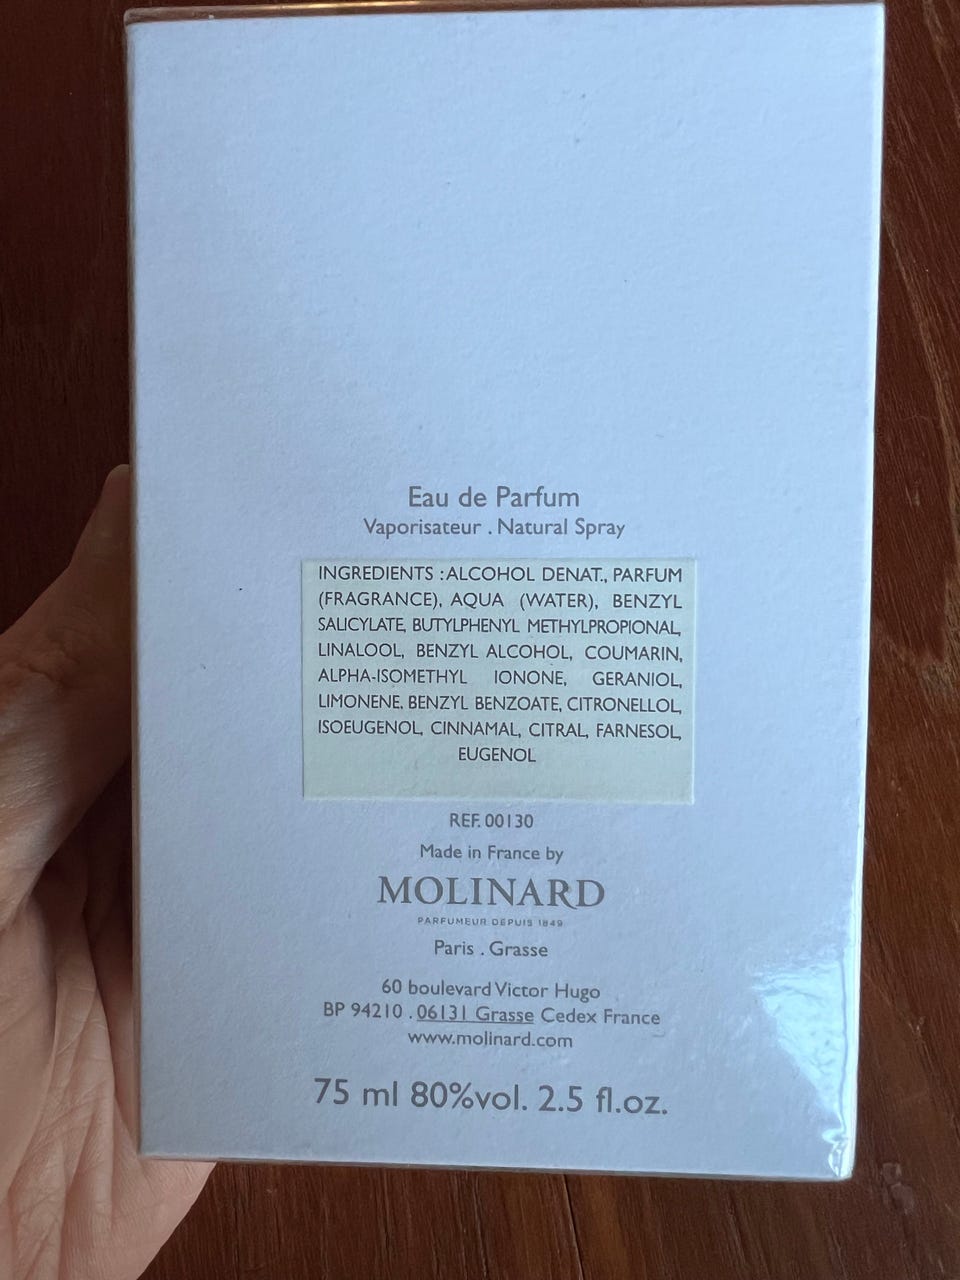 Eau de Parfum
Vaporisateur . Natural Spray
INGREDIENTS : ALCOHOL DENAT., PARFUM
(FRAGRANCE), AQUA (WATER), BENZYL
SALICYLATE, BUTYLPHENYL METHYLPROPIONAL,
LINALOOL, BENZYL ALCOHOL, COUMARIN,
ALPHA-ISOMETHYL IONONE, GERANIOL,
LIMONENE, BENZYL BENZOATE, CITRONELLOL,
ISOEUGENOL, CINNAMAL, CITRAL, FARNESOL,
EUGENOL
REF. 00130
Made in France by
MOLINARD
PARFUMEUR DEPUIS 1849
Paris . Grasse
60 boulevard Victor Hugo
BP 94210 . 06131 Grasse Cedex France
www.molinard.com
75 ml 80%vol. 2.5 fl.oz.